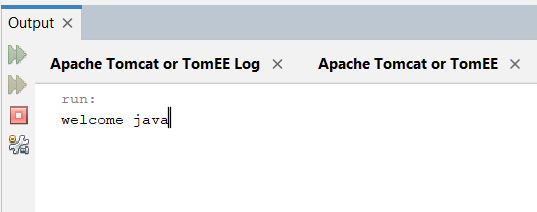 Output
Apache Tomcat or TomEE Log Apache Tomcat or TomEE
run:
welcome java